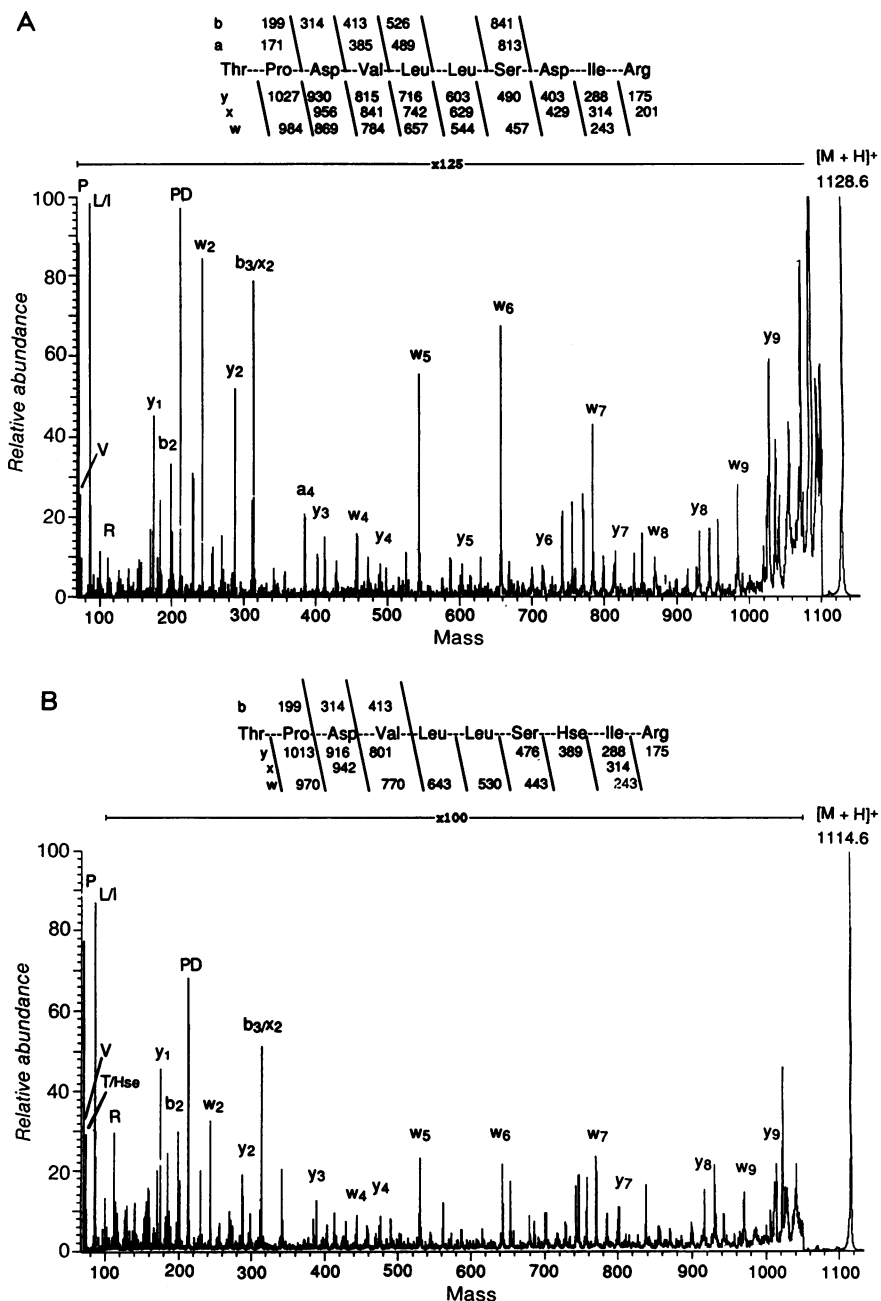 A
b 199 314 413 526 841
a 171 385 489 813
Thr---Pro---Asp---Val---Leu---Leu---Ser---Asp---Ile---Arg
y 1027 930 815 716 603 490 403 288 175
x 956 841 742 629 429 314 201
w 984 869 784 657 544 457 243
x125
[M + H]+
1128.6
P
L/I
PD
w2
b3/x2
w6
y9
w5
y2
y1
w7
b2
V
w9
a4
R
y3
w4
y4
y5
y6
y7
w8
y8
100
80
60
40
20
0
Relative abundance
100 200 300 400 500 600 700 800 900 1000 1100
Mass
B
b 199 314 413
Thr---Pro---Asp---Val---Leu---Leu---Ser---Hse---Ile---Arg
y 1013 916 801 476 389 288 175
x 942 314
w 970 770 643 530 443 243
x100
[M + H]+
1114.6
P
L/I
PD
b3/x2
V
y1
T/Hse
R
b2
w2
y2
w5
w6
w7
y9
y3
w4
y4
y7
y8
w9
100
80
60
40
20
0
Relative abundance
100 200 300 400 500 600 700 800 900 1000 1100
Mass